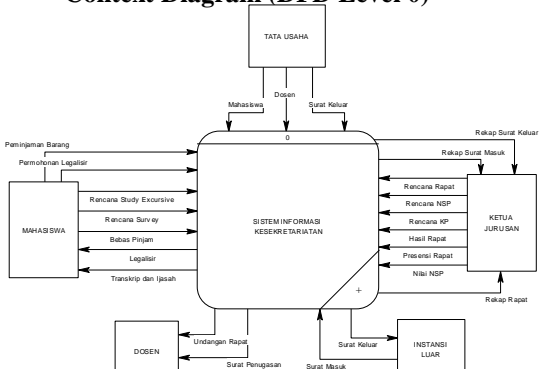 Context Diagram (DFD Level 0)
TATA USAHA
Dosen
Mahasiswa
Surat Keluar
0
Peminjaman Barang
Permohonan Legalisir
Rekap Surat Keluar
Rekap Surat Masuk
MAHASISWA
Rencana Study Excursive
Rencana Survey
Bebas Pinjam
Legalisir
Transkrip dan Ijasah
SISTEM INFORMASI
KESEKRETARIATAN
+
Rencana Rapat
Rencana NSP
Rencana KP
Hasil Rapat
Presensi Rapat
Nilai NSP
KETUA
JURUSAN
Rekap Rapat
DOSEN
Undangan Rapat
Surat Penugasan
Surat Keluar
Surat Masuk
INSTANSI
LUAR